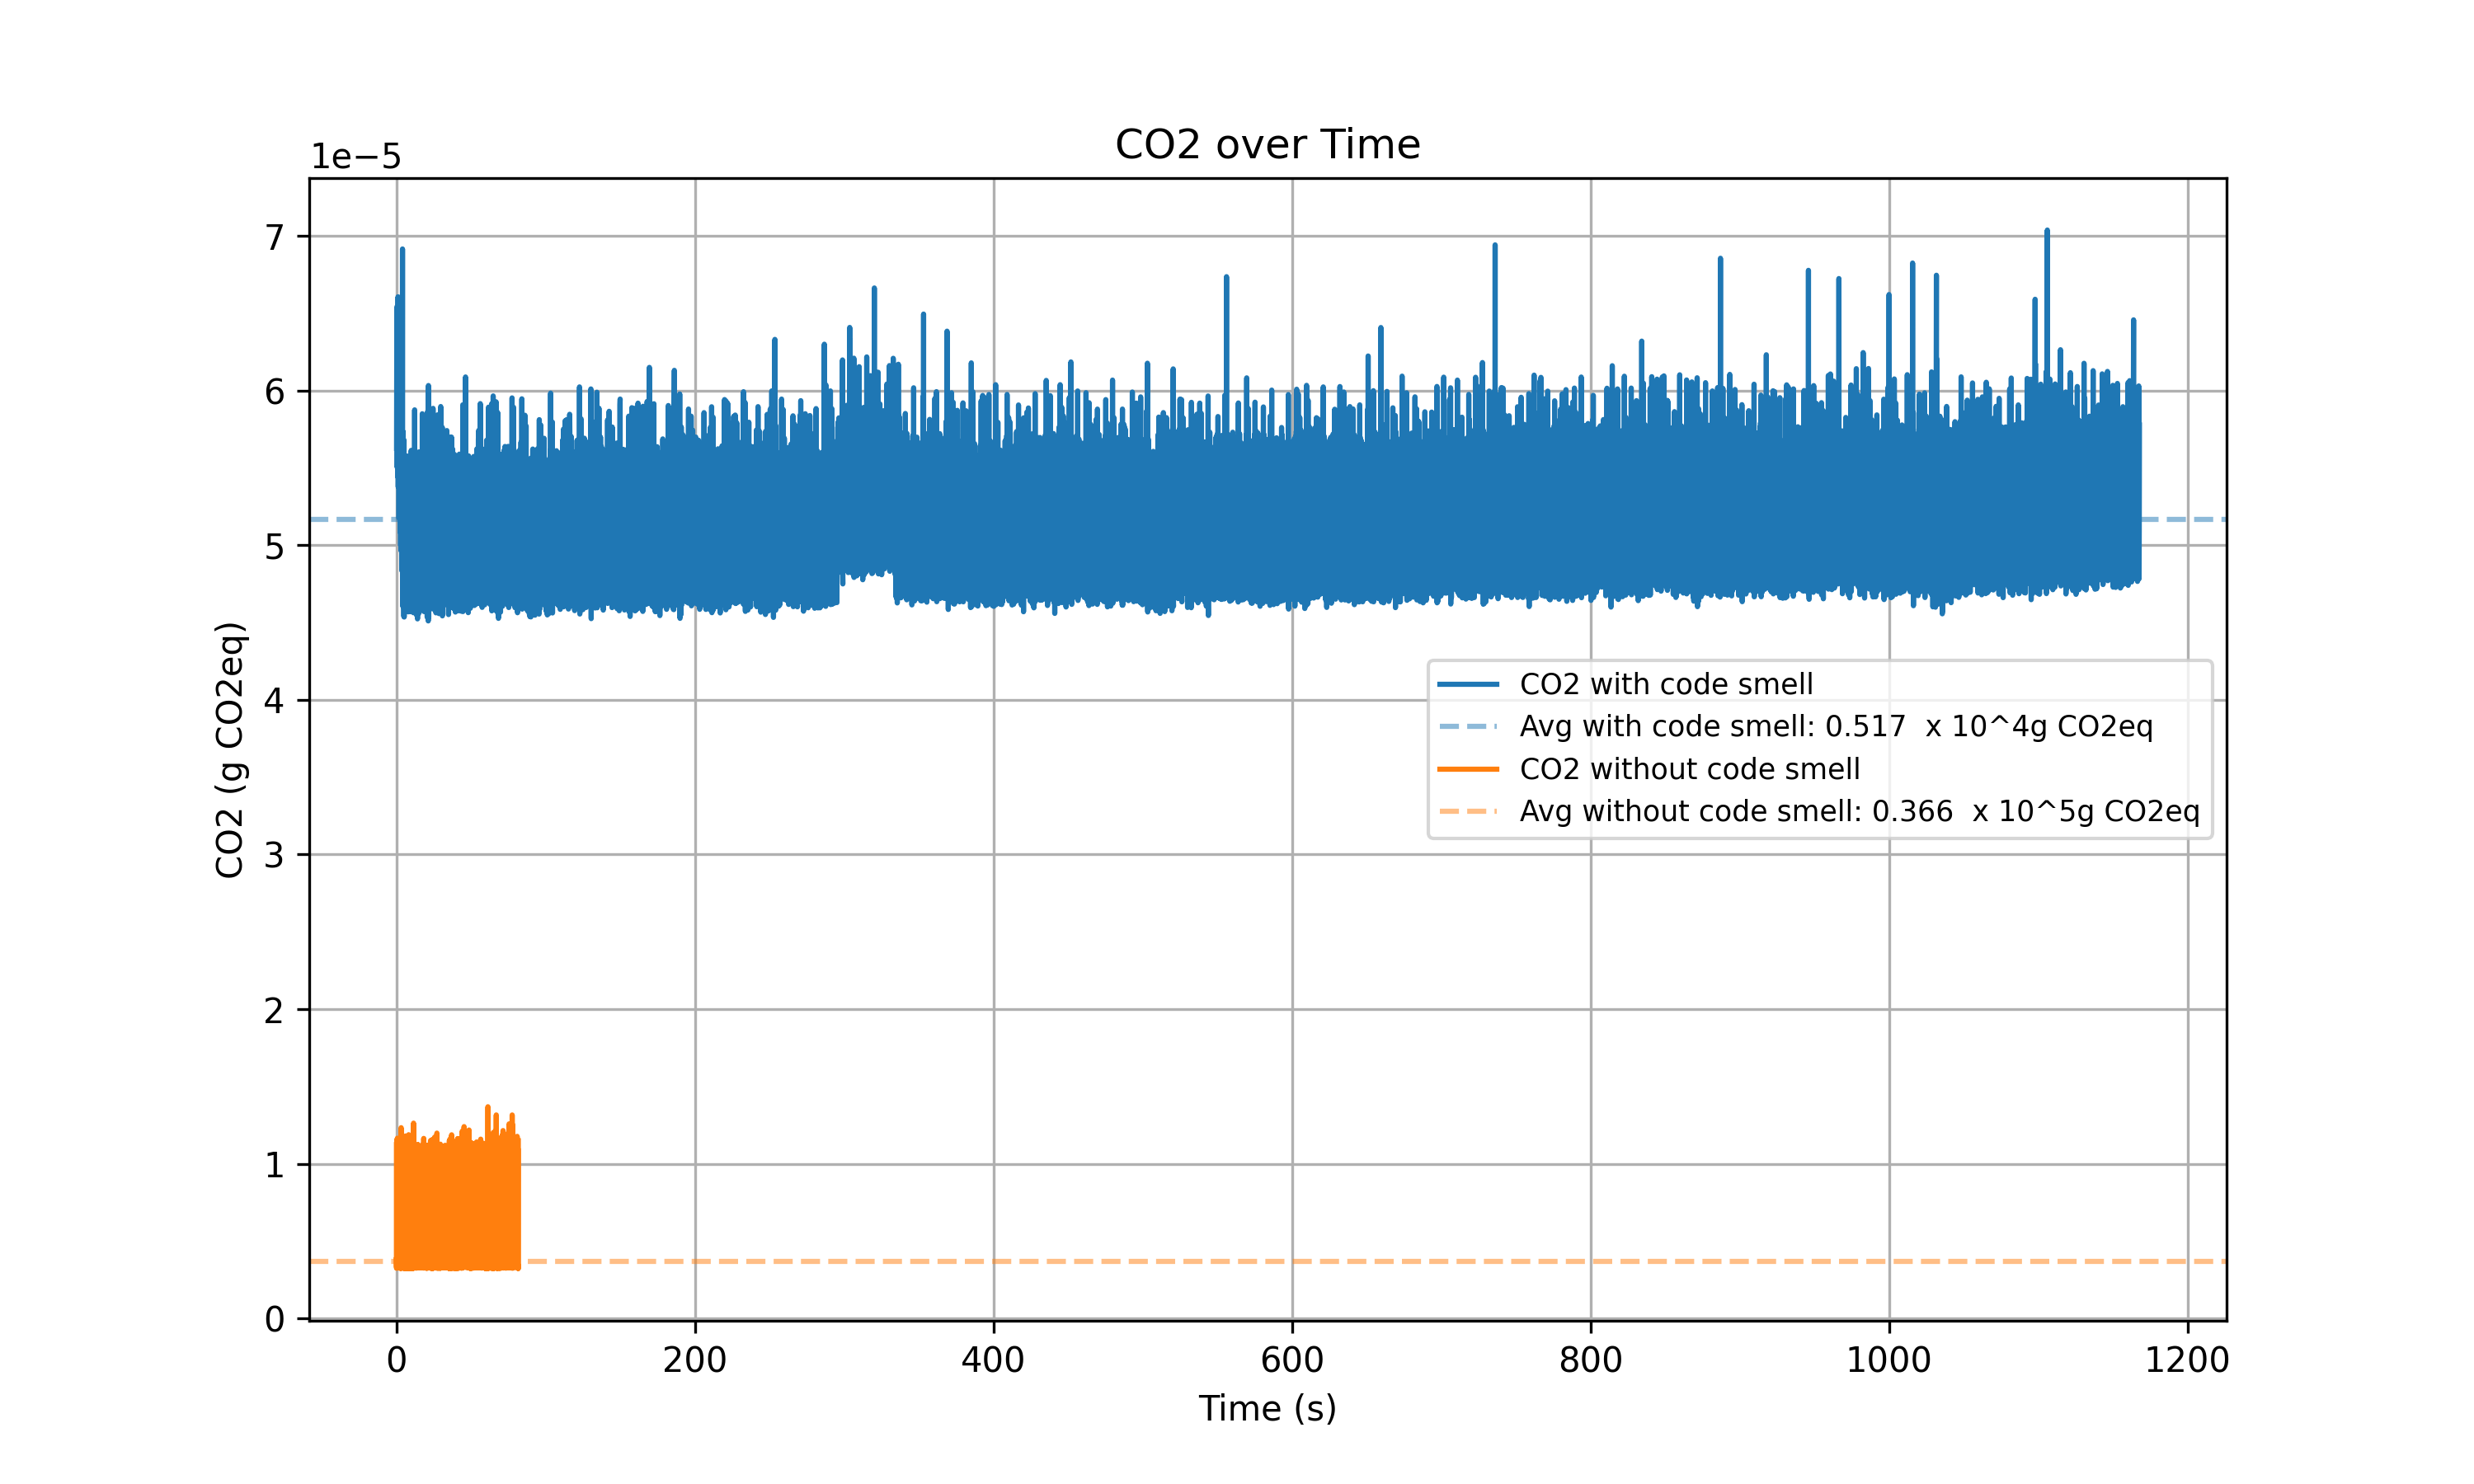 CO2 over Time
1e−5
7
6
5
4
3
2
1
0
CO2 (g CO2eq)
CO2 with code smell
Avg with code smell: 0.517  x 10^4g CO2eq
CO2 without code smell
Avg without code smell: 0.366  x 10^5g CO2eq
0 200 400 600 800 1000 1200
Time (s)